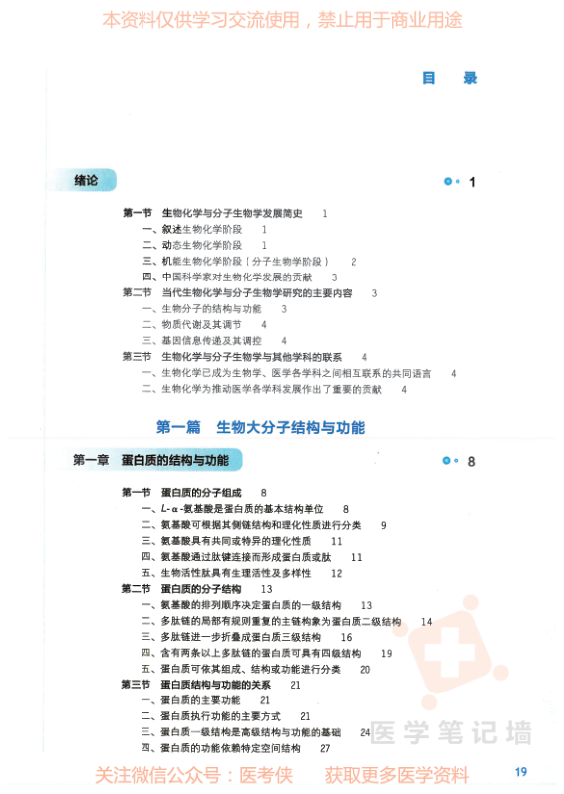 本资料仅供学习交流使用，禁止用于商业用途
目 录
绪论 1
第一节 生物化学与分子生物学发展简史 1
一、叙述生物化学阶段 1
二、动态生物化学阶段 1
三、机能生物化学阶段（分子生物学阶段） 2
四、中国科学家对生物化学发展的贡献 3
第二节 当代生物化学与分子生物学研究的主要内容 3
一、生物分子的结构与功能 3
二、物质代谢及其调节 4
三、基因信息传递及其调控 4
第三节 生物化学与分子生物学与其他学科的联系 4
一、生物化学已成为生物学、医学各学科之间相互联系的共同语言 4
二、生物化学为推动医学各学科发展作出了重要的贡献 4
第一篇 生物大分子结构与功能
第一章 蛋白质的结构与功能 8
第一节 蛋白质的分子组成 8
一、L-α-氨基酸是蛋白质的基本结构单位 8
二、氨基酸可根据其侧链结构和理化性质进行分类 9
三、氨基酸具有共同或特异的理化性质 11
四、氨基酸通过肽键连接而形成蛋白质或肽 11
五、生物活性肽具有生理活性及多样性 12
第二节 蛋白质的分子结构 13
一、氨基酸的排列顺序决定蛋白质的一级结构 13
二、多肽链的局部有规则重复的主链构象为蛋白质二级结构 14
三、多肽链进一步折叠成蛋白质三级结构 16
四、含有两条以上多肽链的蛋白质可具有四级结构 19
五、蛋白质可依其组成、结构或功能进行分类 20
第三节 蛋白质结构与功能的关系 21
一、蛋白质的主要功能 21
二、蛋白质执行功能的主要方式 21
三、蛋白质一级结构是高级结构与功能的基础 24
四、蛋白质的功能依赖特定空间结构 27
医学笔记墙
关注微信公众号：医考侠 获取更多医学资料
19